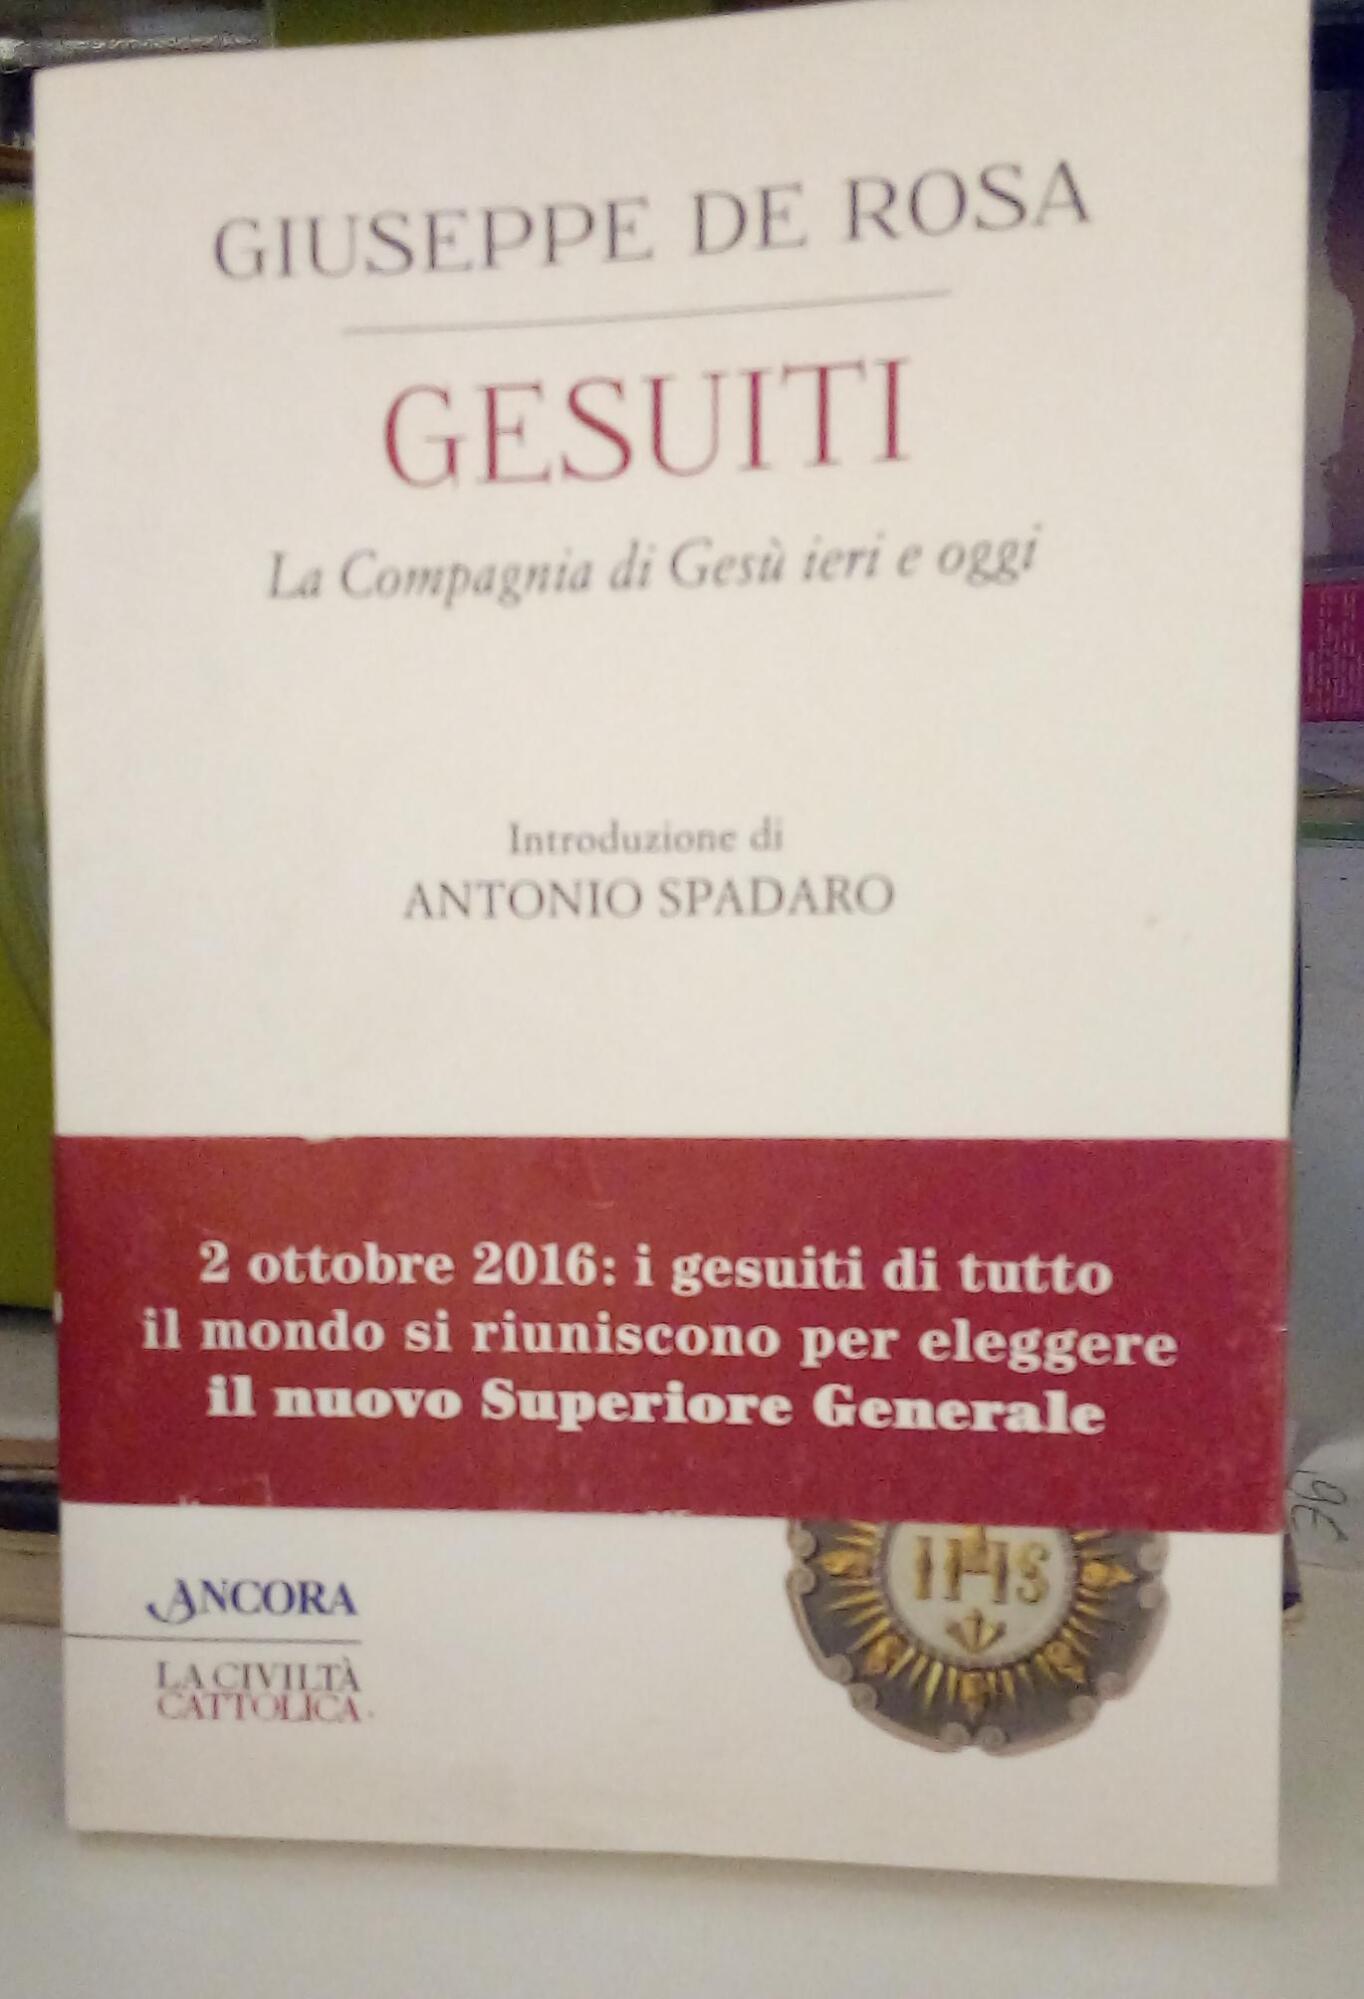 GIUSEPPE DE ROSA
GESUITI
La Compagnia di Gesù ieri e oggi
Introduzione di
ANTONIO SPADARO
2 ottobre 2016: i gesuiti di tutto
il mondo si riuniscono per eleggere
il nuovo Superiore Generale
IHS
ANCORA
LA CIVILTÀ
CATTOLICA